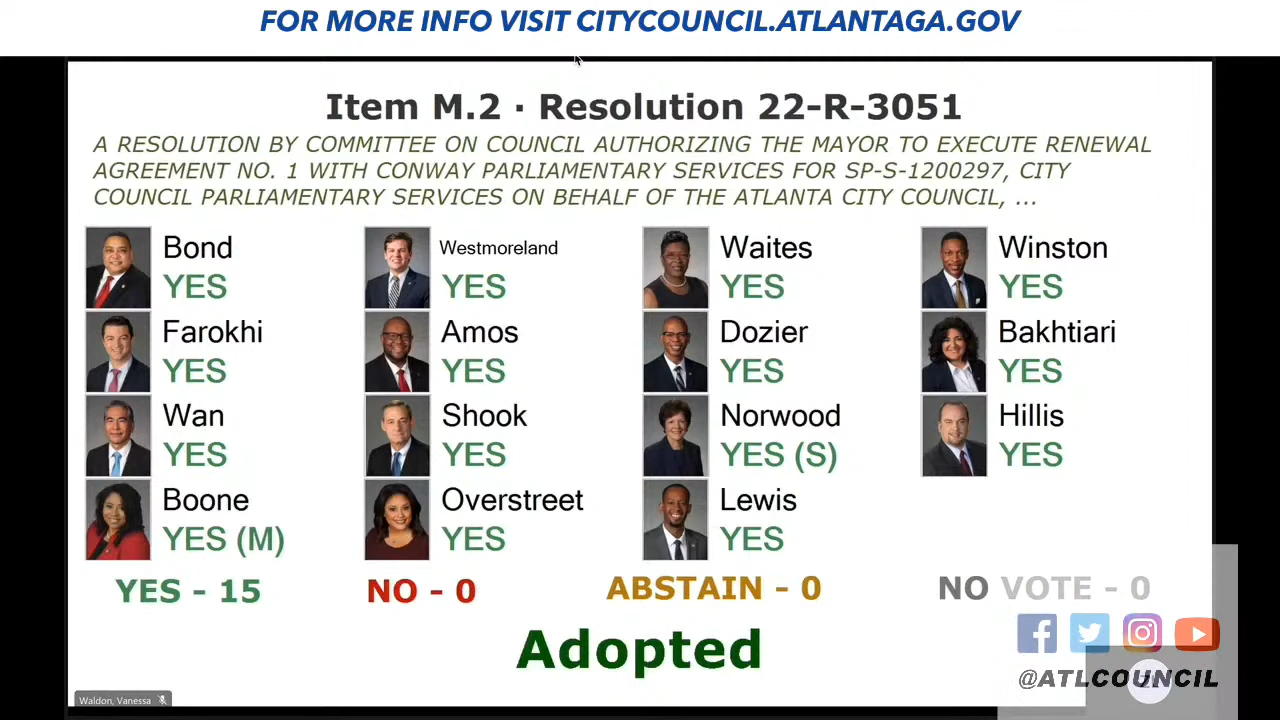 FOR MORE INFO VISIT CITYCOUNCIL.ATLANTAGA.GOV
Item M.2 · Resolution 22-R-3051
A RESOLUTION BY COMMITTEE ON COUNCIL AUTHORIZING THE MAYOR TO EXECUTE RENEWAL
AGREEMENT NO. 1 WITH CONWAY PARLIAMENTARY SERVICES FOR SP-S-1200297, CITY
COUNCIL PARLIAMENTARY SERVICES ON BEHALF OF THE ATLANTA CITY COUNCIL, ...
Bond Westmoreland Waites Winston
YES YES YES YES
Farokhi Amos Dozier Bakhtiari
YES YES YES YES
Wan Shook Norwood Hillis
YES YES YES (S) YES
Boone Overstreet Lewis
YES (M) YES YES
YES - 15 NO - 0 ABSTAIN - 0 NO VOTE - 0
Adopted
@ATLCOUNCIL
Waldon, Vanessa